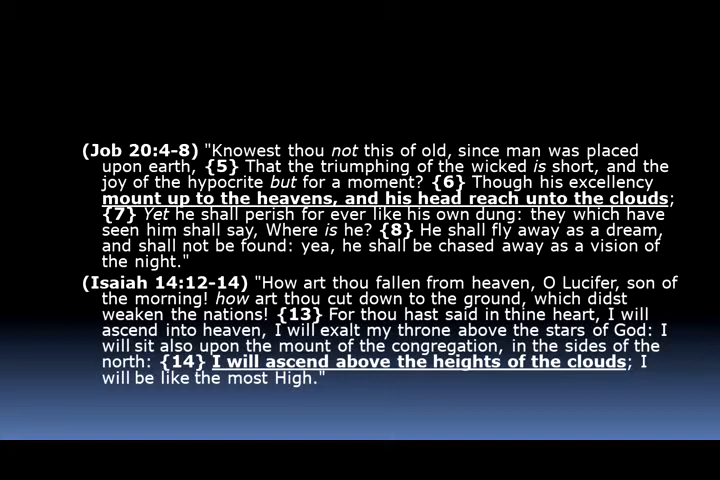 (Job 20:4-8) "Knowest thou not this of old, since man was placed
upon earth, {5} That the triumphing of the wicked is short, and the
joy of the hypocrite but for a moment? {6} Though his excellency
mount up to the heavens, and his head reach unto the clouds;
{7} Yet he shall perish for ever like his own dung: they which have
seen him shall say, Where is he? {8} He shall fly away as a dream,
and shall not be found: yea, he shall be chased away as a vision of
the night."
(Isaiah 14:12-14) "How art thou fallen from heaven, O Lucifer, son of
the morning! how art thou cut down to the ground, which didst
weaken the nations! {13} For thou hast said in thine heart, I will
ascend into heaven, I will exalt my throne above the stars of God: I
will sit also upon the mount of the congregation, in the sides of the
north: {14} I will ascend above the heights of the clouds; I
will be like the most High."